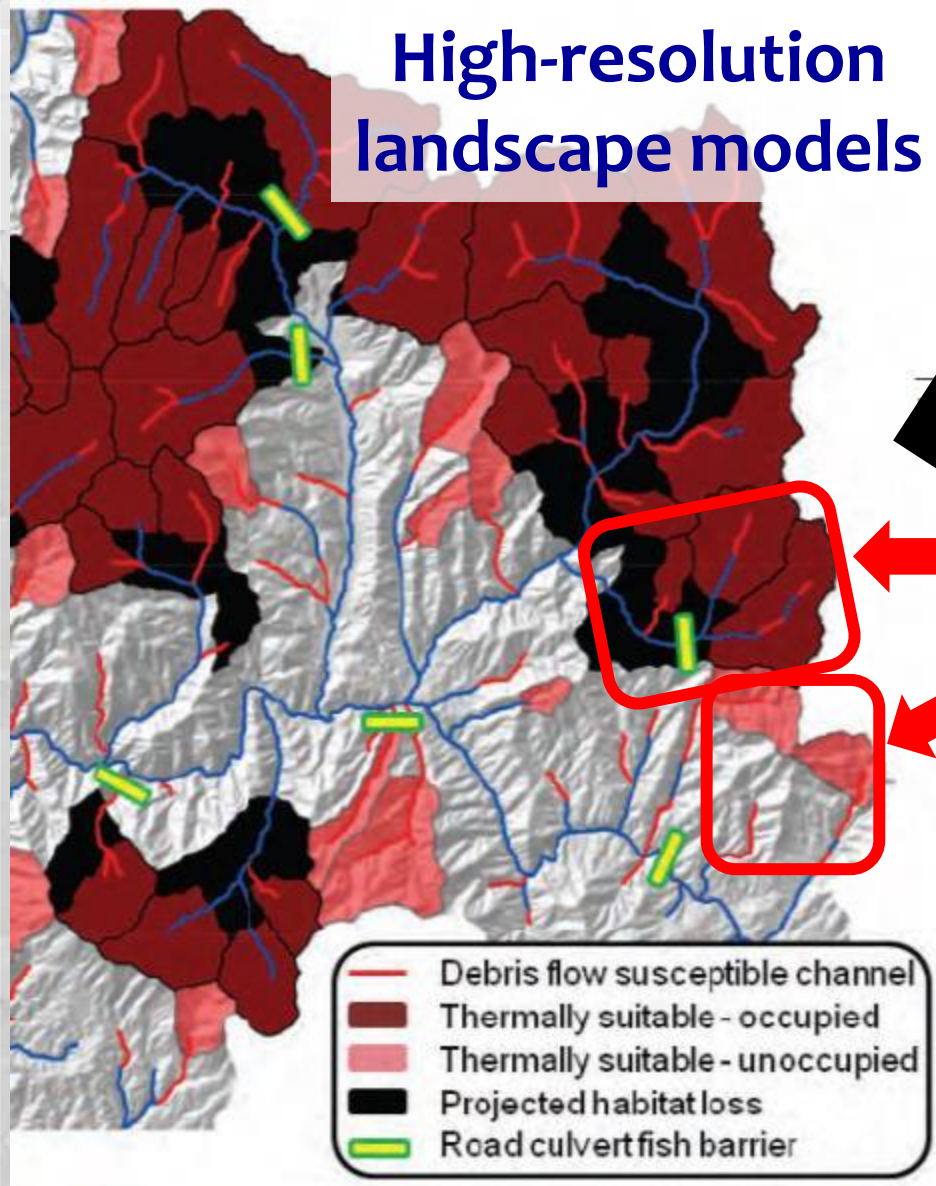 High-resolution
landscape models
Debris flow susceptible channel
Thermally suitable - occupied
Thermally suitable - unoccupied
Projected habitat loss
Road culvert fish barrier